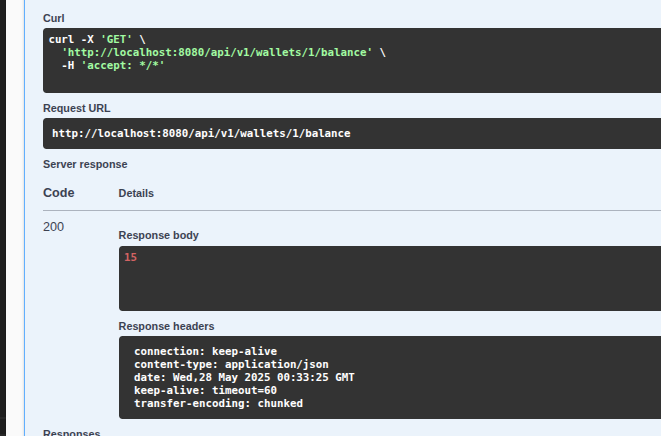 Curl
curl -X 'GET' \
'http://localhost:8080/api/v1/wallets/1/balance' \
-H 'accept: */*'
Request URL
http://localhost:8080/api/v1/wallets/1/balance
Server response
Code Details
200
Response body
15
Response headers
connection: keep-alive
content-type: application/json
date: Wed,28 May 2025 00:33:25 GMT
keep-alive: timeout=60
transfer-encoding: chunked
Responses